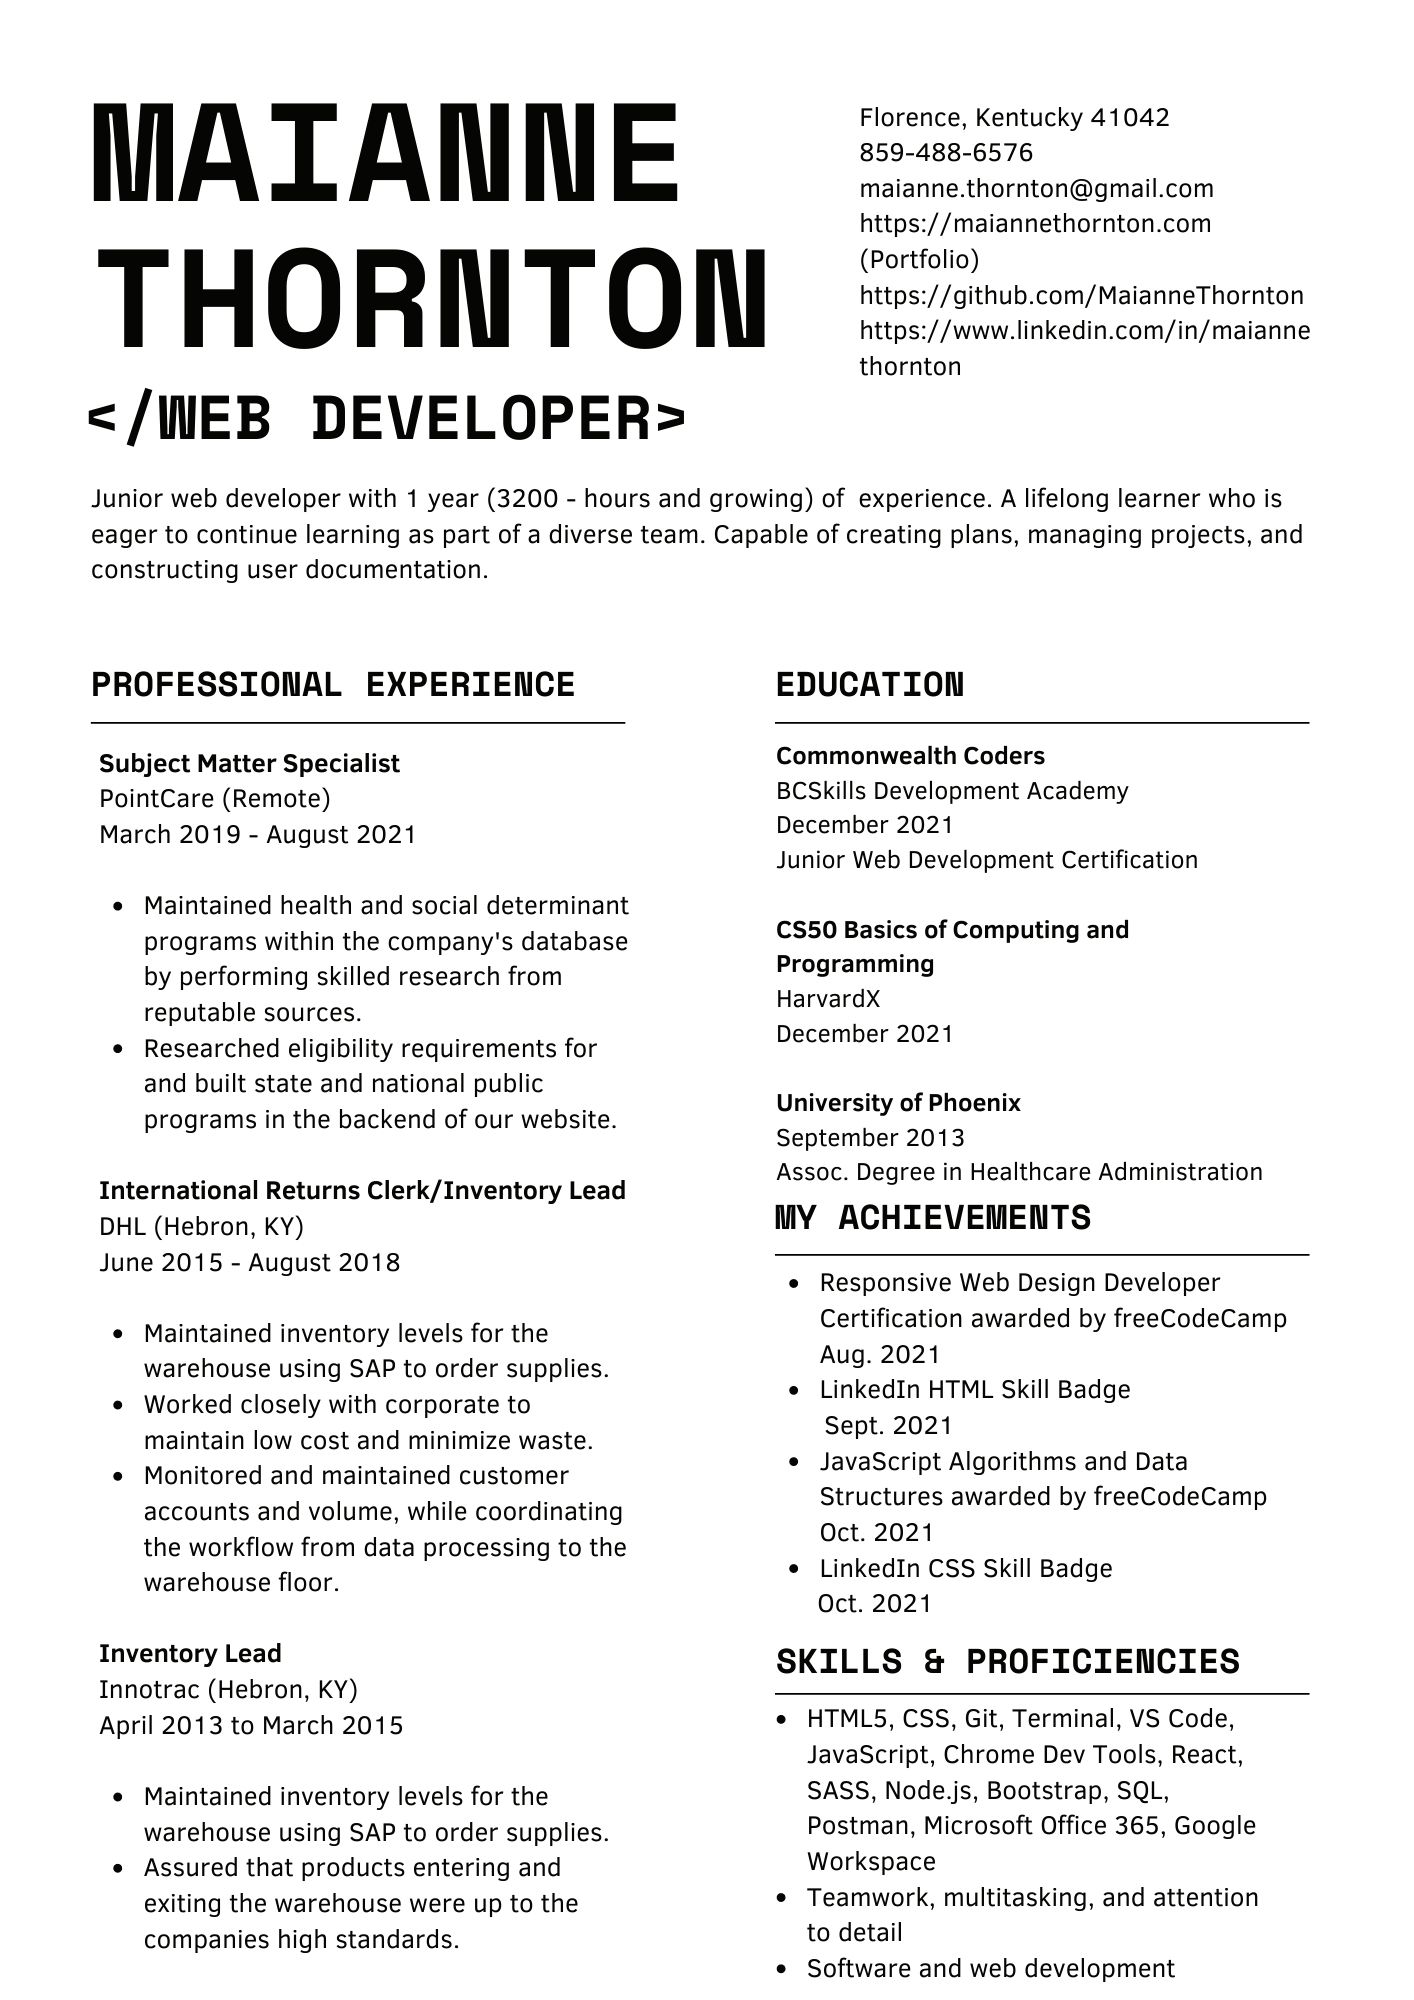 MAIANNE
THORNTON
</WEB DEVELOPER>
Florence, Kentucky 41042
859-488-6576
maianne.thornton@gmail.com
https://maiannethornton.com
(Portfolio)
https://github.com/MaianneThornton
https://www.linkedin.com/in/maianne
thornton
Junior web developer with 1 year (3200 - hours and growing) of  experience. A lifelong learner who is
eager to continue learning as part of a diverse team. Capable of creating plans, managing projects, and
constructing user documentation.
PROFESSIONAL EXPERIENCE
Subject Matter Specialist
PointCare (Remote)
March 2019 - August 2021
• Maintained health and social determinant
programs within the company's database
by performing skilled research from
reputable sources.
• Researched eligibility requirements for
and built state and national public
programs in the backend of our website.
International Returns Clerk/Inventory Lead
DHL (Hebron, KY)
June 2015 - August 2018
• Maintained inventory levels for the
warehouse using SAP to order supplies.
• Worked closely with corporate to
maintain low cost and minimize waste.
• Monitored and maintained customer
accounts and volume, while coordinating
the workflow from data processing to the
warehouse floor.
Inventory Lead
Innotrac (Hebron, KY)
April 2013 to March 2015
• Maintained inventory levels for the
warehouse using SAP to order supplies.
• Assured that products entering and
exiting the warehouse were up to the
companies high standards.
EDUCATION
Commonwealth Coders
BCSkills Development Academy
December 2021
Junior Web Development Certification
CS50 Basics of Computing and
Programming
HarvardX
December 2021
University of Phoenix
September 2013
Assoc. Degree in Healthcare Administration
MY ACHIEVEMENTS
• Responsive Web Design Developer
Certification awarded by freeCodeCamp
Aug. 2021
• LinkedIn HTML Skill Badge
Sept. 2021
• JavaScript Algorithms and Data
Structures awarded by freeCodeCamp
Oct. 2021
• LinkedIn CSS Skill Badge
Oct. 2021
SKILLS & PROFICIENCIES
• HTML5, CSS, Git, Terminal, VS Code,
JavaScript, Chrome Dev Tools, React,
SASS, Node.js, Bootstrap, SQL,
Postman, Microsoft Office 365, Google
Workspace
• Teamwork, multitasking, and attention
to detail
• Software and web development